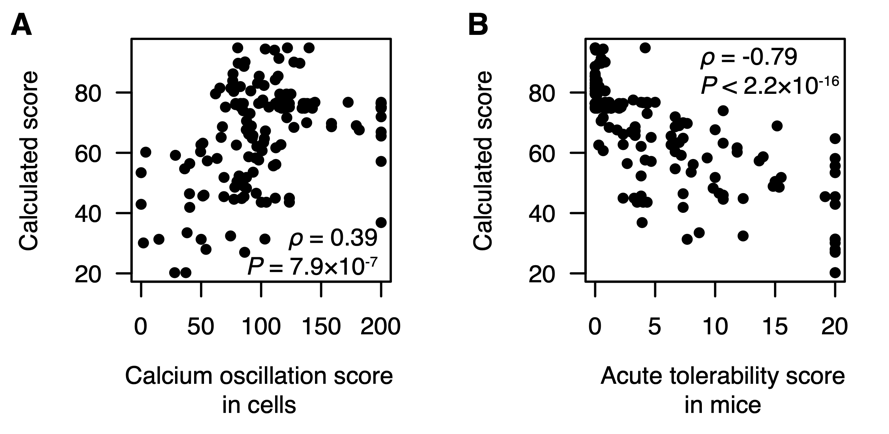 A
Calculated score
80
60
40
20
0 50 100 150 200
ρ = 0.39
P = 7.9×10⁻⁷
Calcium oscillation score
in cells
B
Calculated score
80
60
40
20
0 5 10 15 20
ρ = -0.79
P < 2.2×10⁻¹⁶
Acute tolerability score
in mice